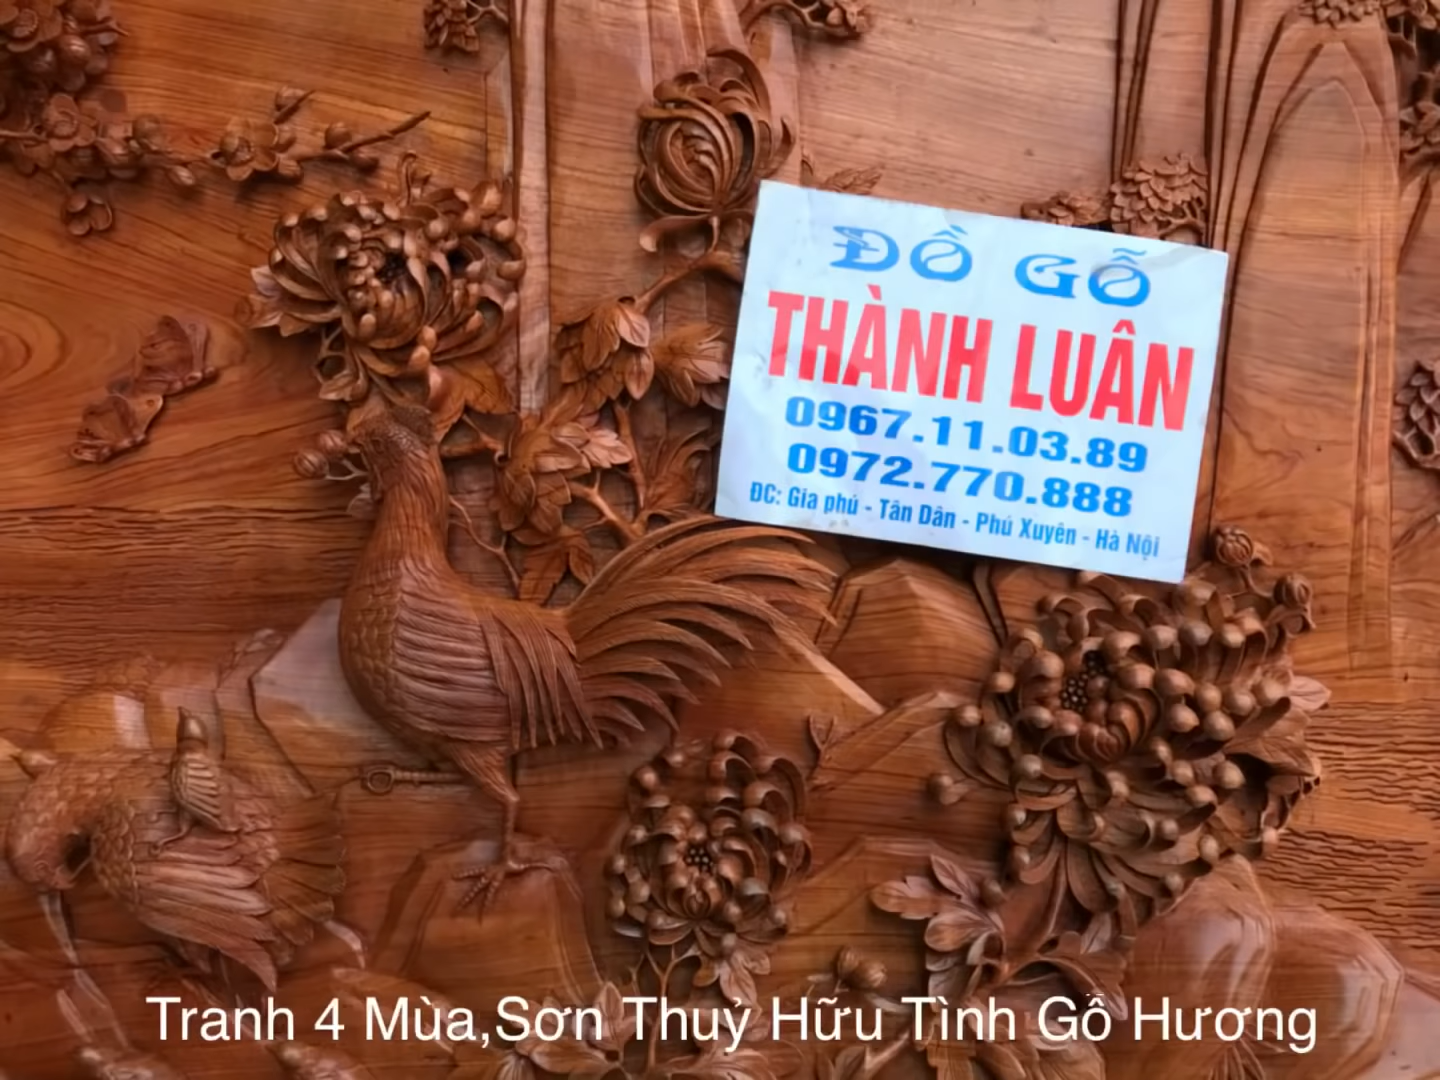 ĐỒ GỖ
THÀNH LUÂN
0967.11.03.89
0972.770.888
ĐC: Gia phú - Tân Dân - Phú Xuyên - Hà Nội
Tranh 4 Mùa,Sơn Thuỷ Hữu Tình Gỗ Hương